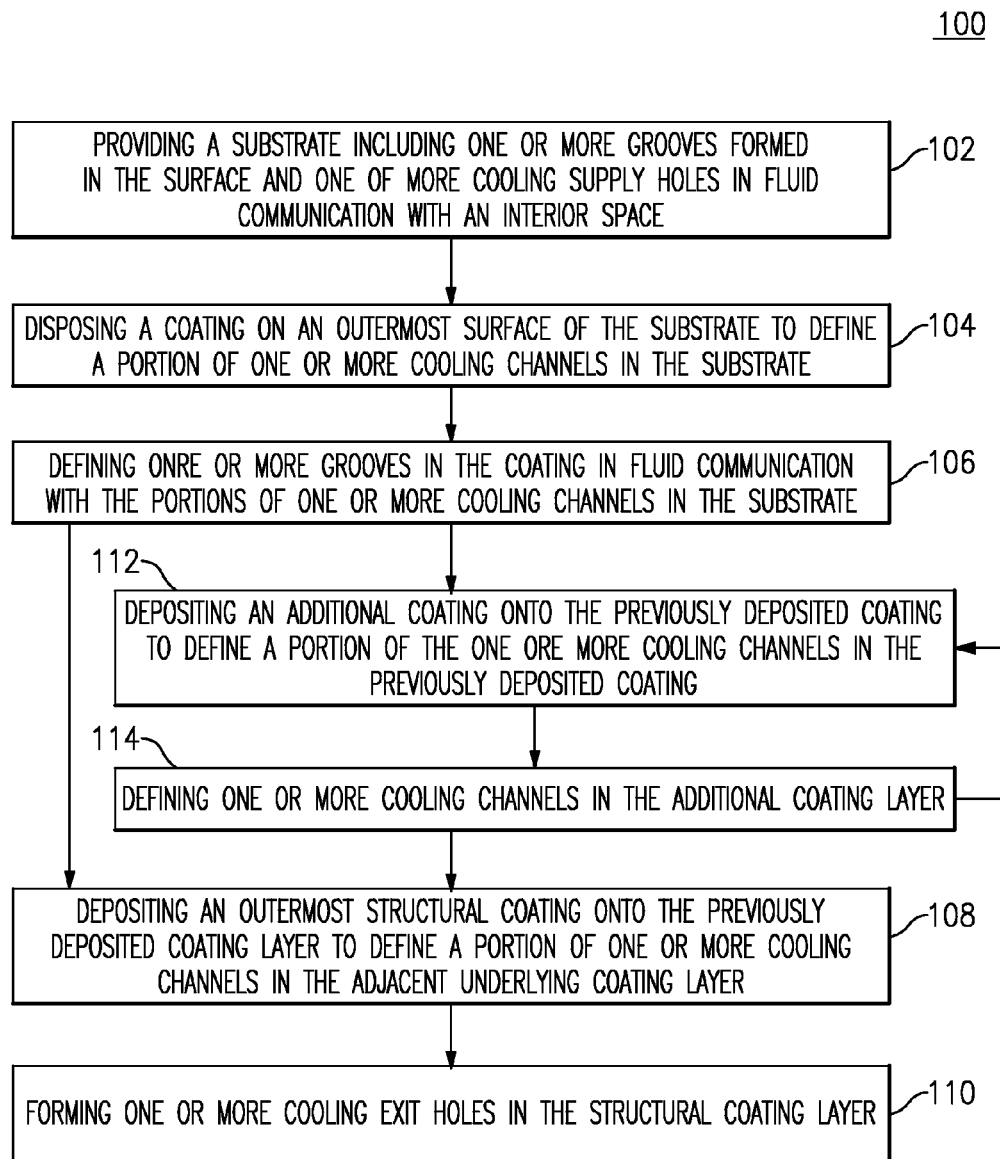 100
PROVIDING A SUBSTRATE INCLUDING ONE OR MORE GROOVES FORMED
IN THE SURFACE AND ONE OF MORE COOLING SUPPLY HOLES IN FLUID
COMMUNICATION WITH AN INTERIOR SPACE
102
DISPOSING A COATING ON AN OUTERMOST SURFACE OF THE SUBSTRATE TO DEFINE
A PORTION OF ONE OR MORE COOLING CHANNELS IN THE SUBSTRATE
104
DEFINING ONRE OR MORE GROOVES IN THE COATING IN FLUID COMMUNICATION
WITH THE PORTIONS OF ONE OR MORE COOLING CHANNELS IN THE SUBSTRATE
106
112
DEPOSITING AN ADDITIONAL COATING ONTO THE PREVIOUSLY DEPOSITED COATING
TO DEFINE A PORTION OF THE ONE ORE MORE COOLING CHANNELS IN THE
PREVIOUSLY DEPOSITED COATING
114
DEFINING ONE OR MORE COOLING CHANNELS IN THE ADDITIONAL COATING LAYER
DEPOSITING AN OUTERMOST STRUCTURAL COATING ONTO THE PREVIOUSLY
DEPOSITED COATING LAYER TO DEFINE A PORTION OF ONE OR MORE COOLING
CHANNELS IN THE ADJACENT UNDERLYING COATING LAYER
108
FORMING ONE OR MORE COOLING EXIT HOLES IN THE STRUCTURAL COATING LAYER
110